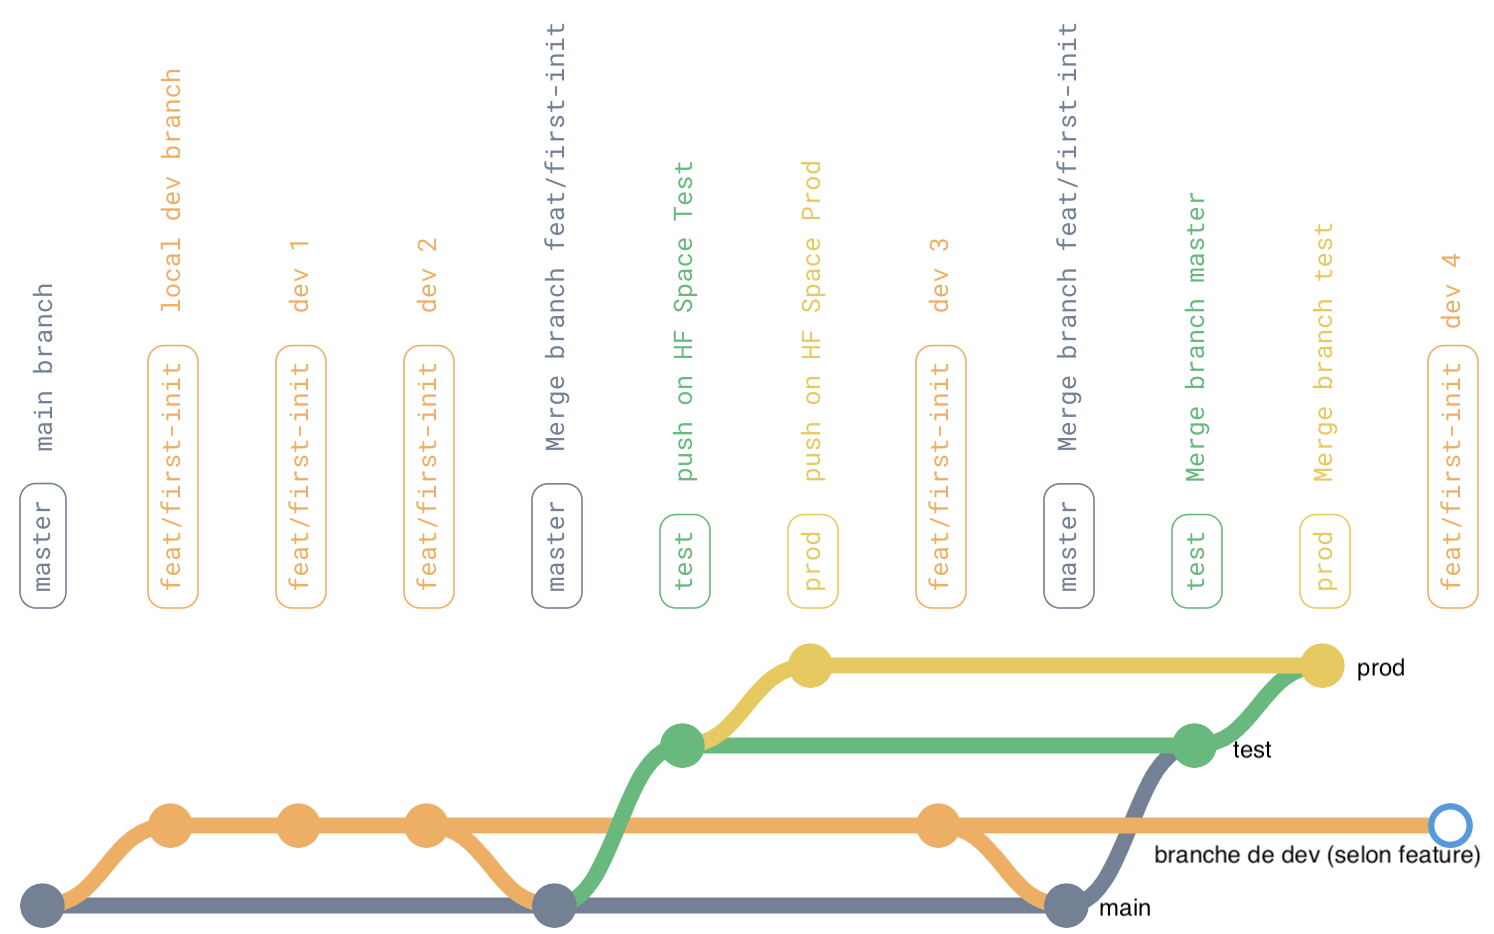 master main branch
feat/first-init local dev branch
feat/first-init dev 1
feat/first-init dev 2
master Merge branch feat/first-init
test push on HF Space Test
prod push on HF Space Prod
feat/first-init dev 3
master Merge branch feat/first-init
test Merge branch master
prod Merge branch test
feat/first-init dev 4
prod
test
branche de dev (selon feature)
main